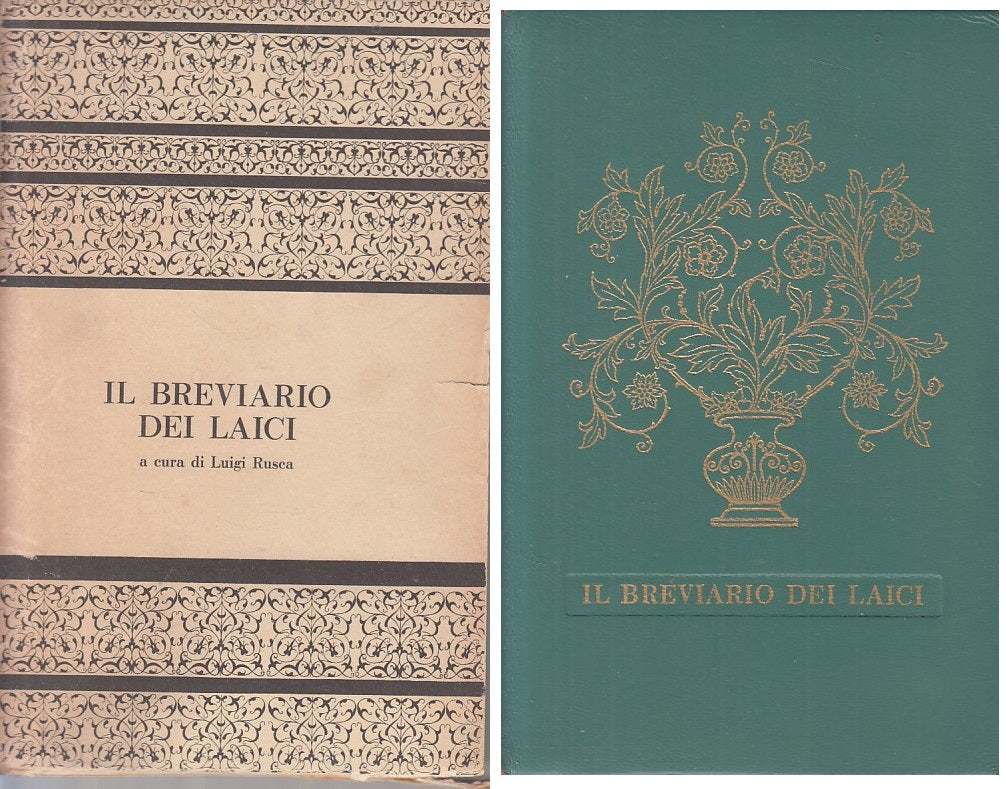 IL BREVIARIO
DEI LAICI
a cura di Luigi Rusca
IL BREVIARIO DEI LAICI